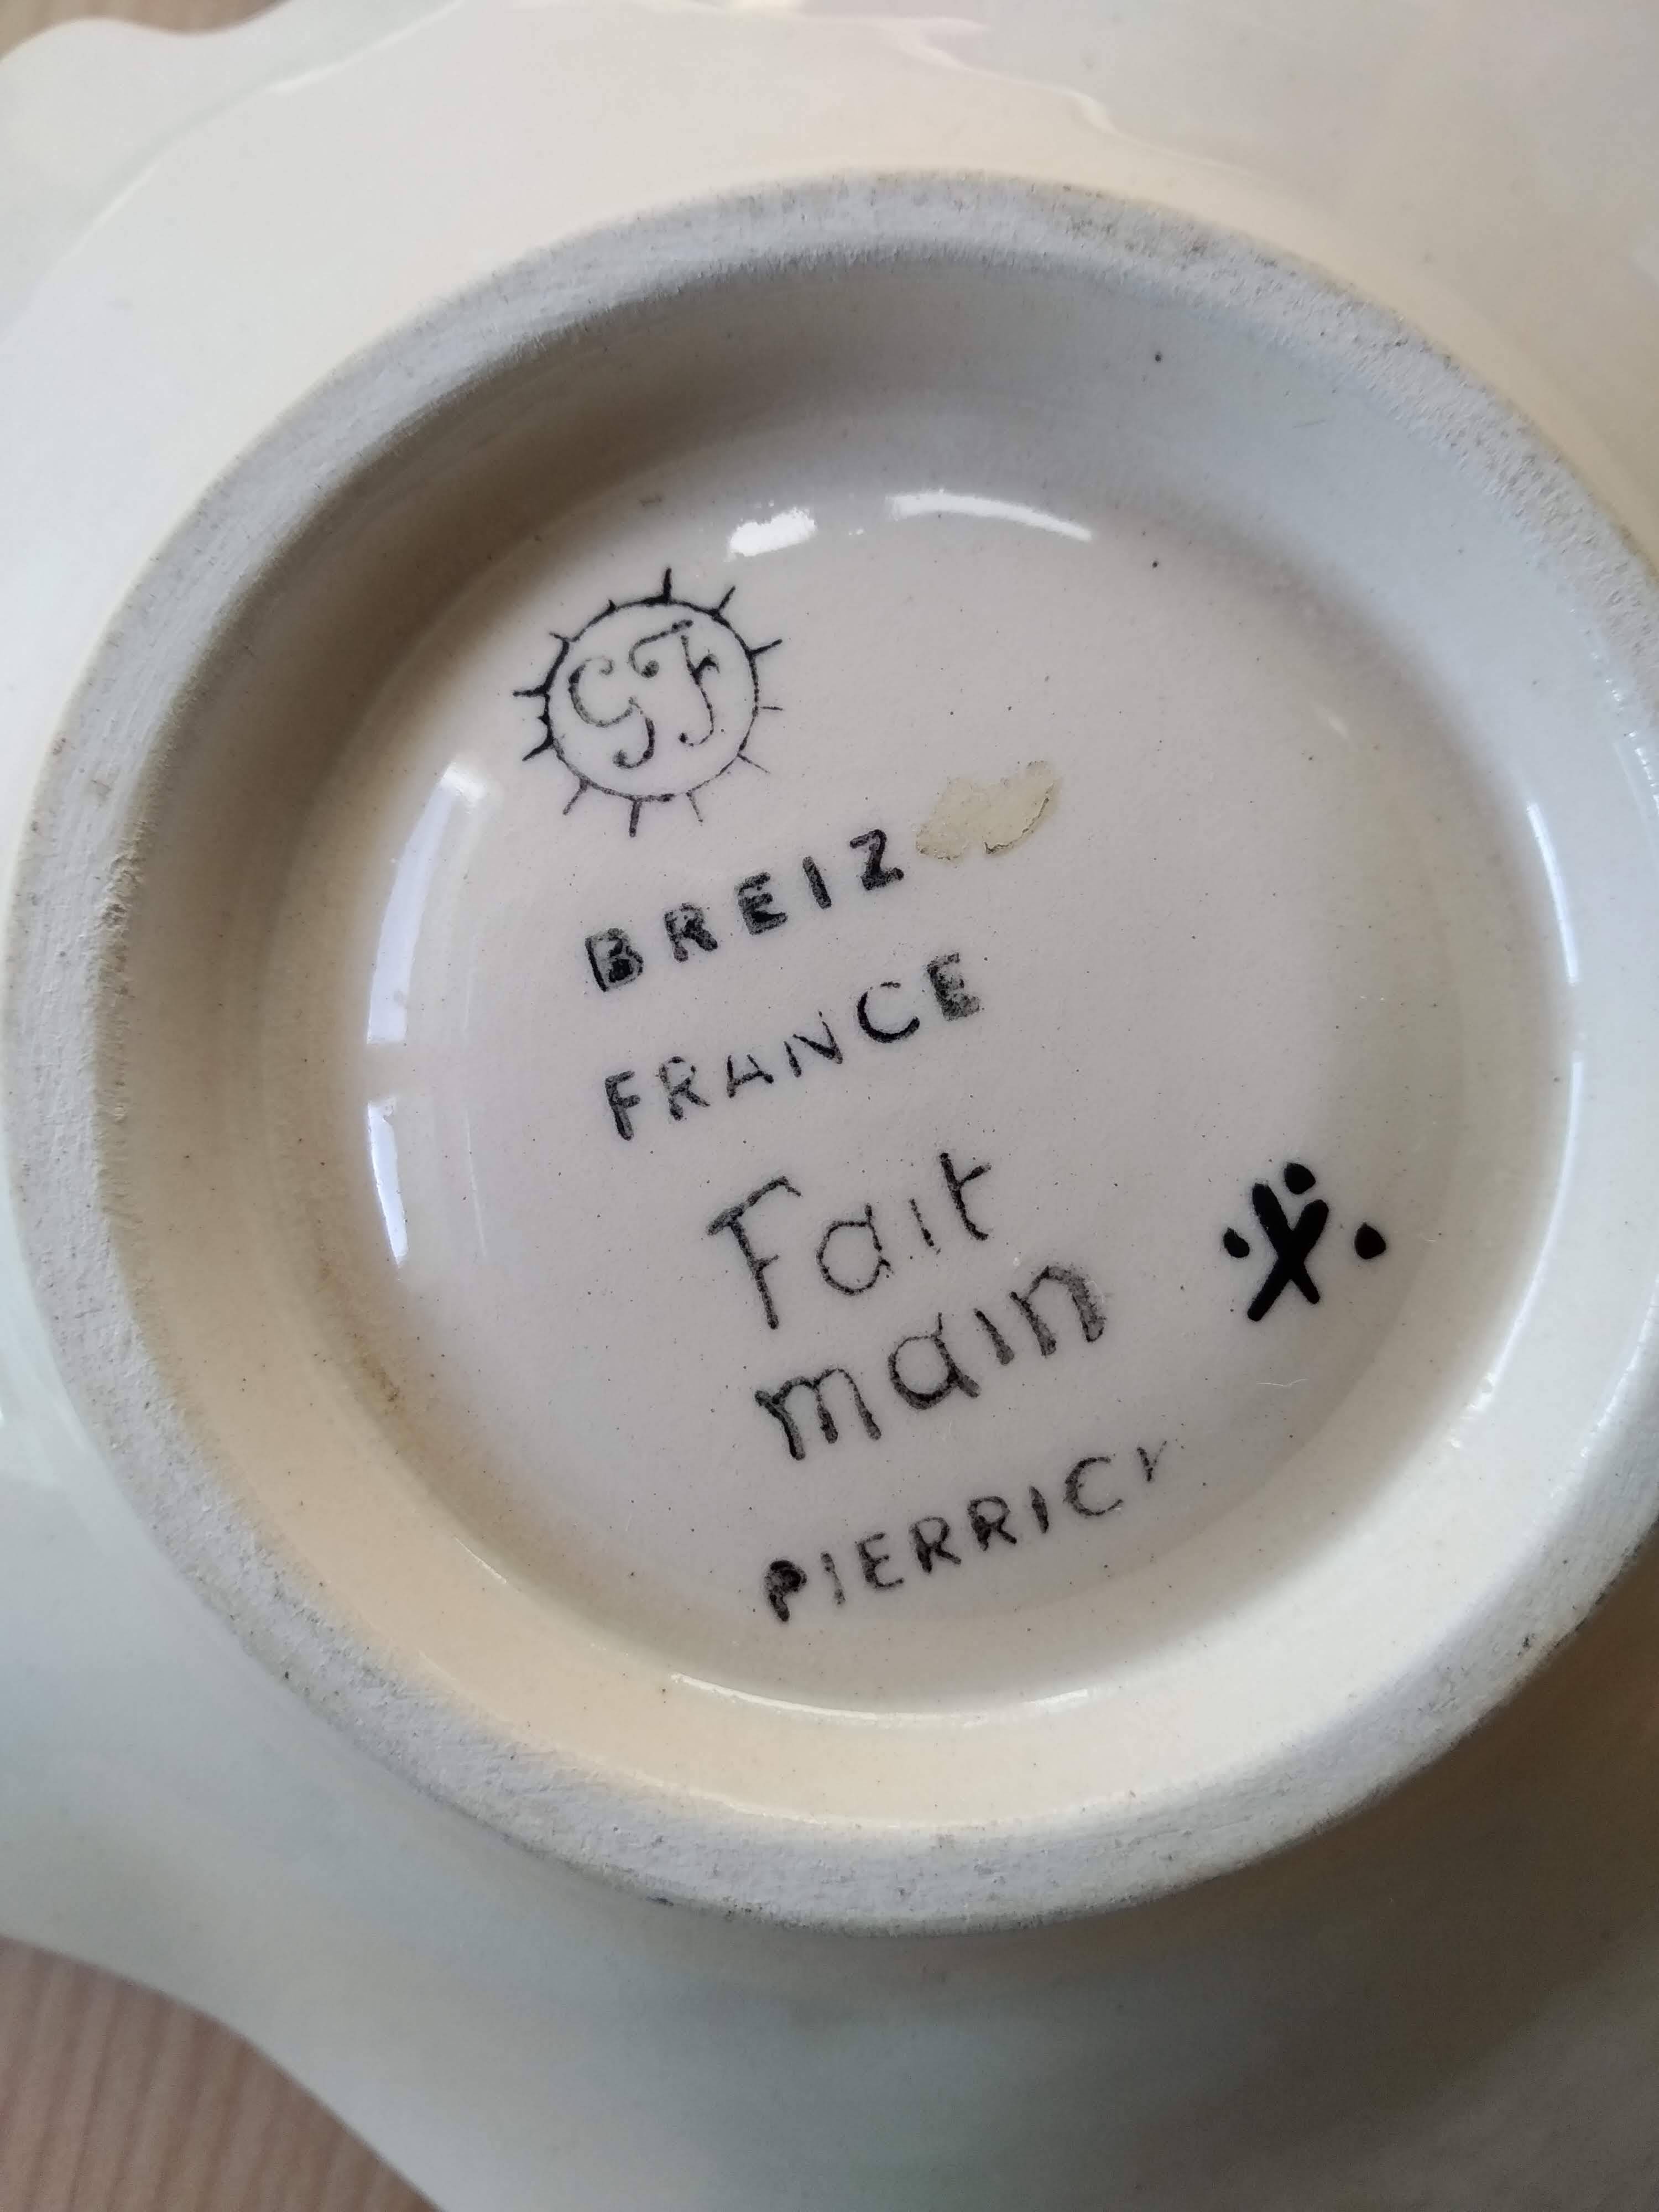 GF
BREIZ
FRANCE
Fait
main
PIERRICK